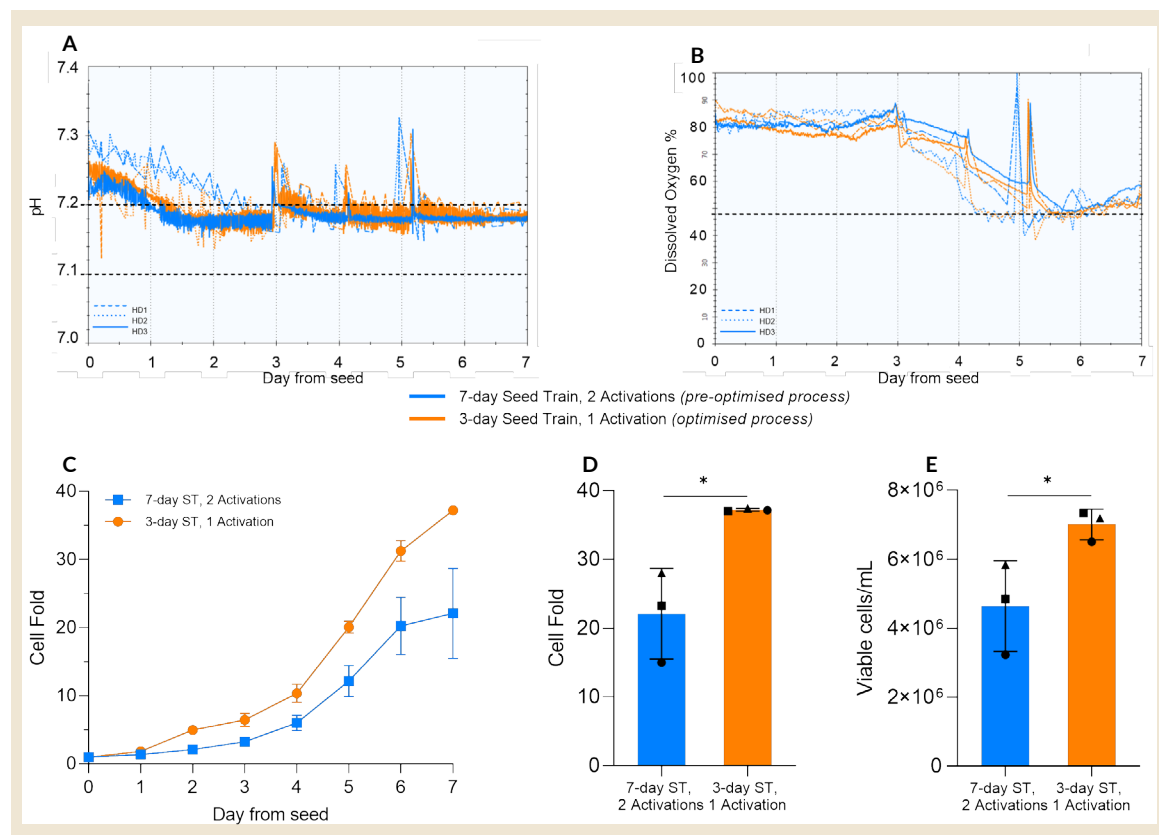 A
7.4
7.3
7.2
7.1
7.0
pH
HD1
HD2
HD3
0 1 2 3 4 5 6 7
Day from seed
B
100
90
80
70
60
50
40
30
20
10
0
Dissolved Oxygen %
HD1
HD2
HD3
0 1 2 3 4 5 6 7
Day from seed
7-day Seed Train, 2 Activations (pre-optimised process)
3-day Seed Train, 1 Activation (optimised process)
C
40
30
20
10
0
Cell Fold
7-day ST, 2 Activations
3-day ST, 1 Activation
0 1 2 3 4 5 6 7
Day from seed
D
*
40
30
20
10
0
Cell Fold
7-day ST,
2 Activations
3-day ST,
1 Activation
E
*
8×10⁶
6×10⁶
4×10⁶
2×10⁶
0
Viable cells/mL
7-day ST,
2 Activations
3-day ST,
1 Activation